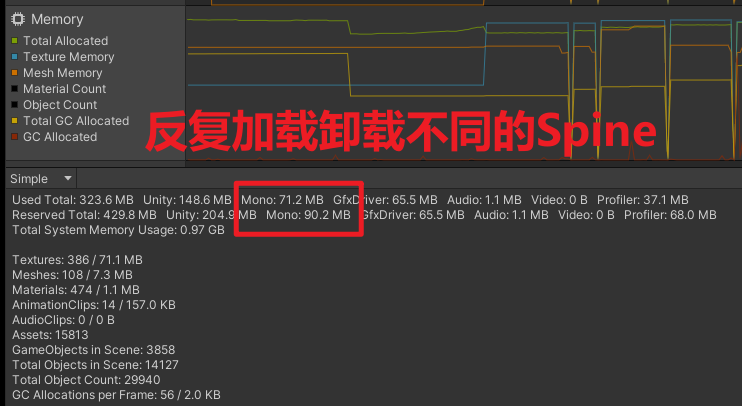 Memory
Total Allocated
Texture Memory
Mesh Memory
Material Count
Object Count
Total GC Allocated
GC Allocated
反复加载卸载不同的Spine
Simple
Used Total: 323.6 MB Unity: 148.6 MB Mono: 71.2 MB GfxDriver: 65.5 MB Audio: 1.1 MB Video: 0 B Profiler: 37.1 MB
Reserved Total: 429.8 MB Unity: 204.9 MB Mono: 90.2 MB GfxDriver: 65.5 MB Audio: 1.1 MB Video: 0 B Profiler: 68.0 MB
Total System Memory Usage: 0.97 GB
Textures: 386 / 71.1 MB
Meshes: 108 / 7.3 MB
Materials: 474 / 1.1 MB
AnimationClips: 14 / 157.0 KB
AudioClips: 0 / 0 B
Assets: 15813
GameObjects in Scene: 3858
Total Objects in Scene: 14127
Total Object Count: 29940
GC Allocations per Frame: 56 / 2.0 KB